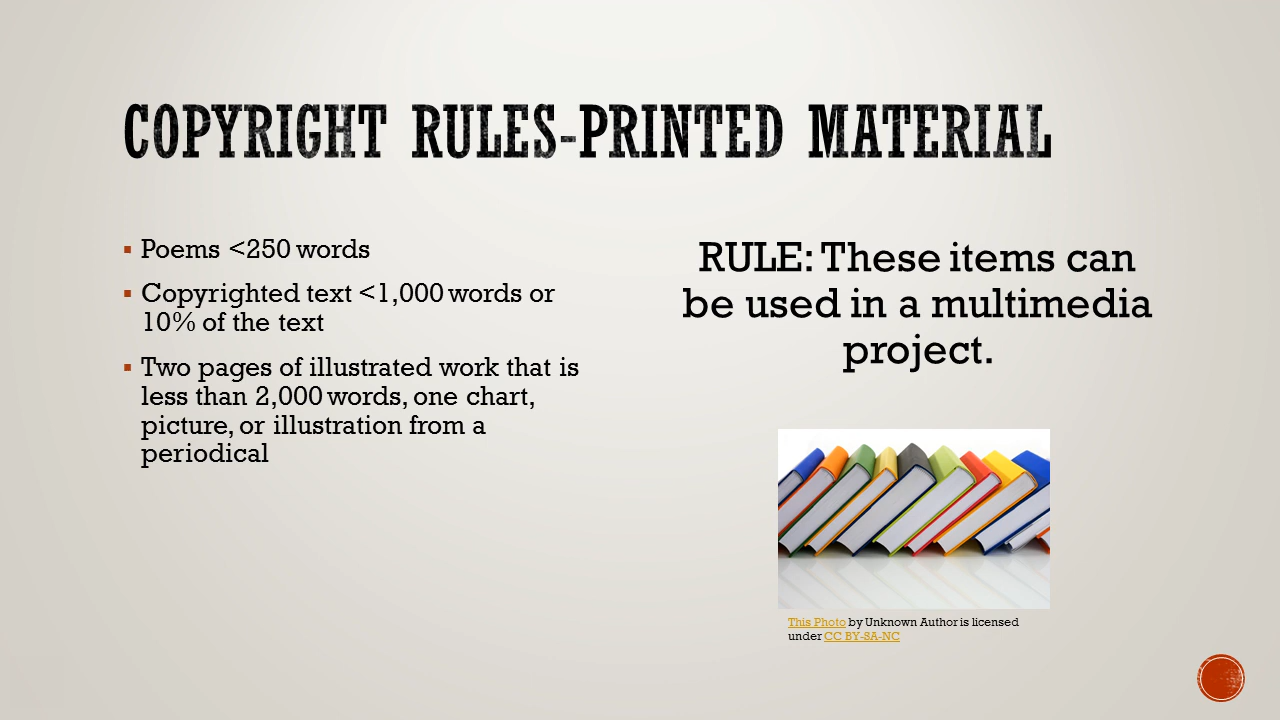 COPYRIGHT RULES-PRINTED MATERIAL
▪ Poems <250 words
▪ Copyrighted text <1,000 words or
10% of the text
▪ Two pages of illustrated work that is
less than 2,000 words, one chart,
picture, or illustration from a
periodical
RULE: These items can
be used in a multimedia
project.
This Photo by Unknown Author is licensed
under CC BY-SA-NC